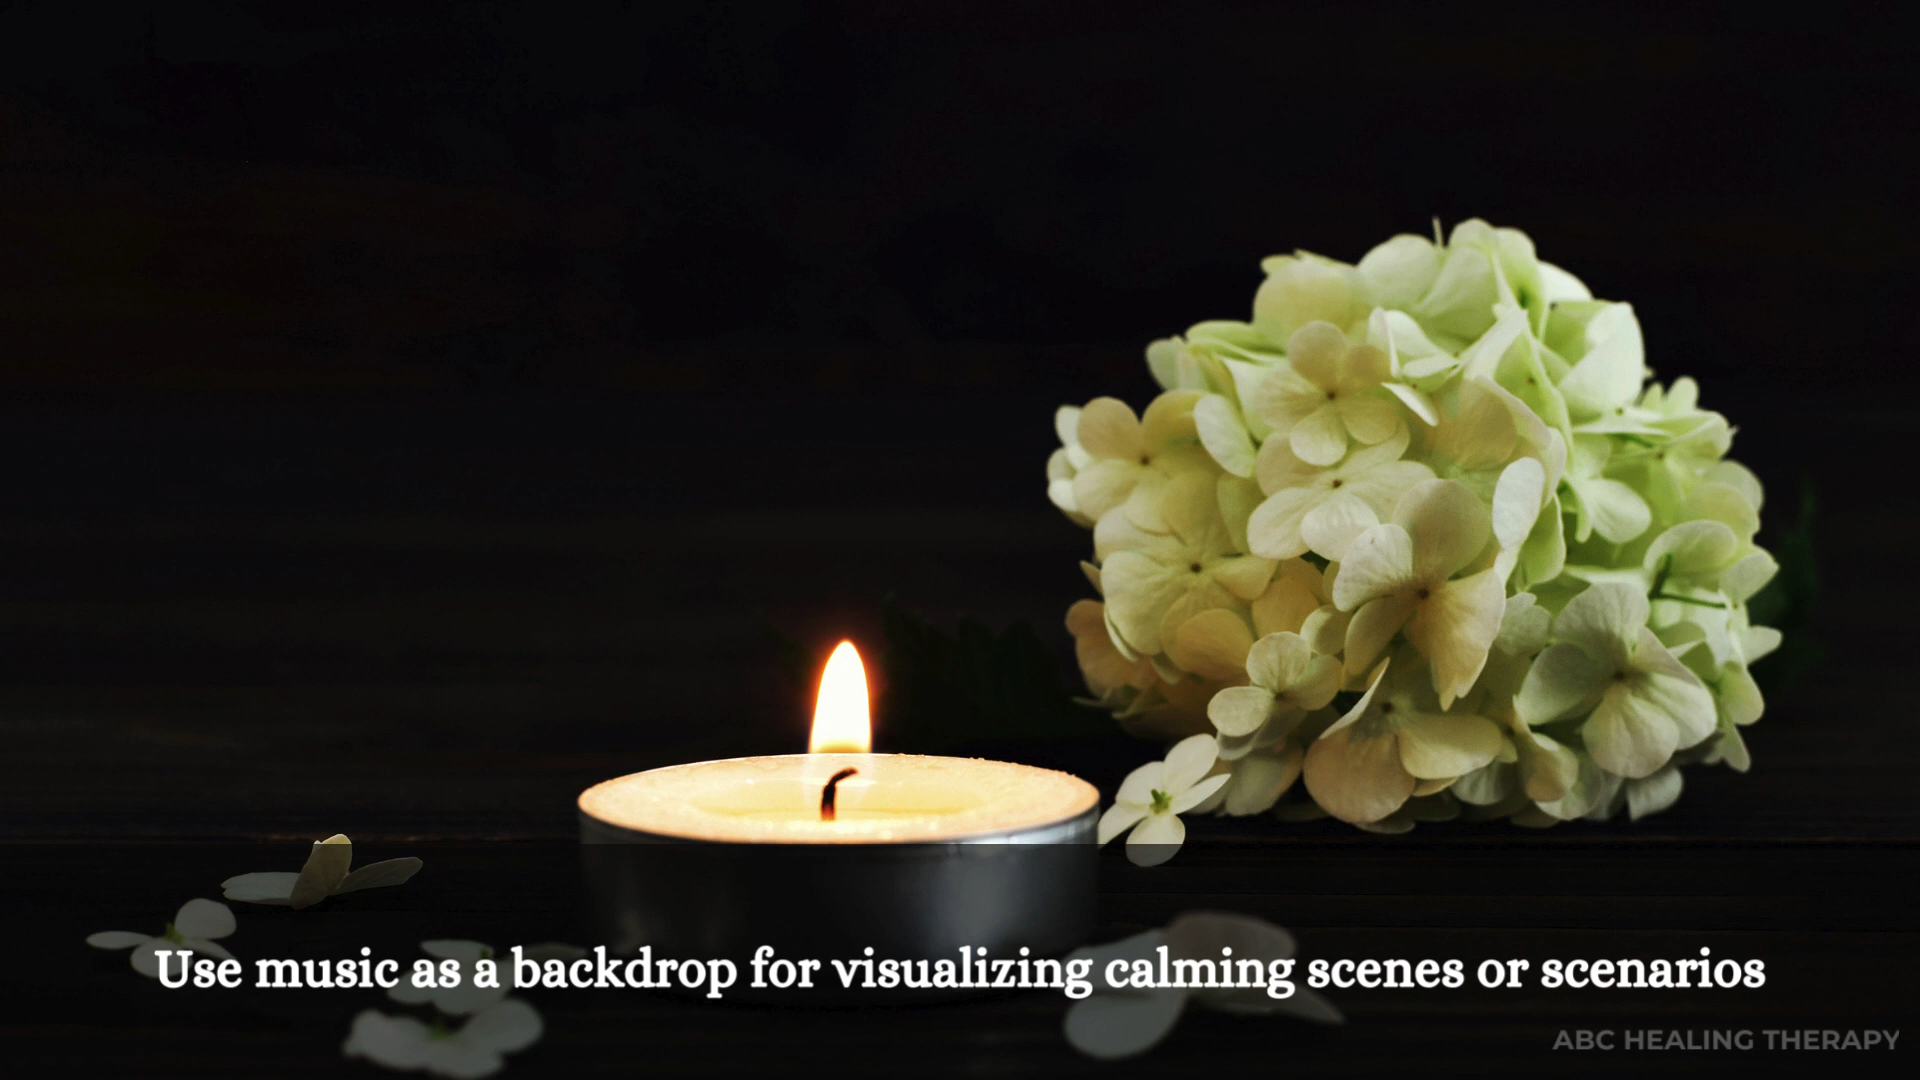 Use music as a backdrop for visualizing calming scenes or scenarios
ABC HEALING THERAPY